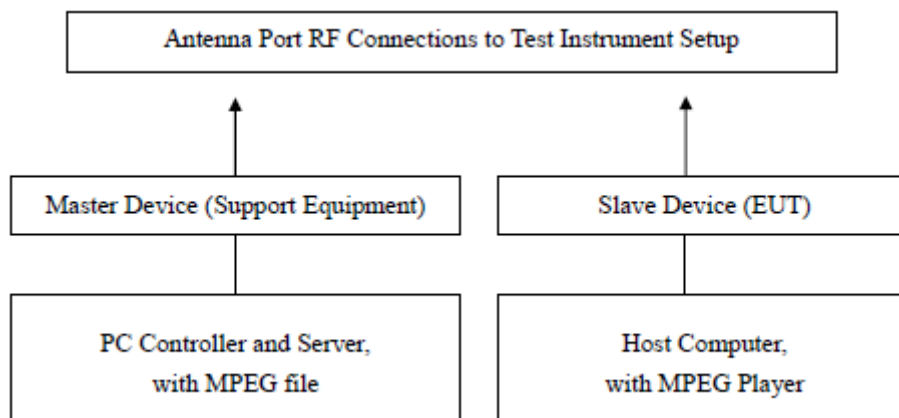 Antenna Port RF Connections to Test Instrument Setup
Master Device (Support Equipment)
Slave Device (EUT)
PC Controller and Server,
with MPEG file
Host Computer,
with MPEG Player